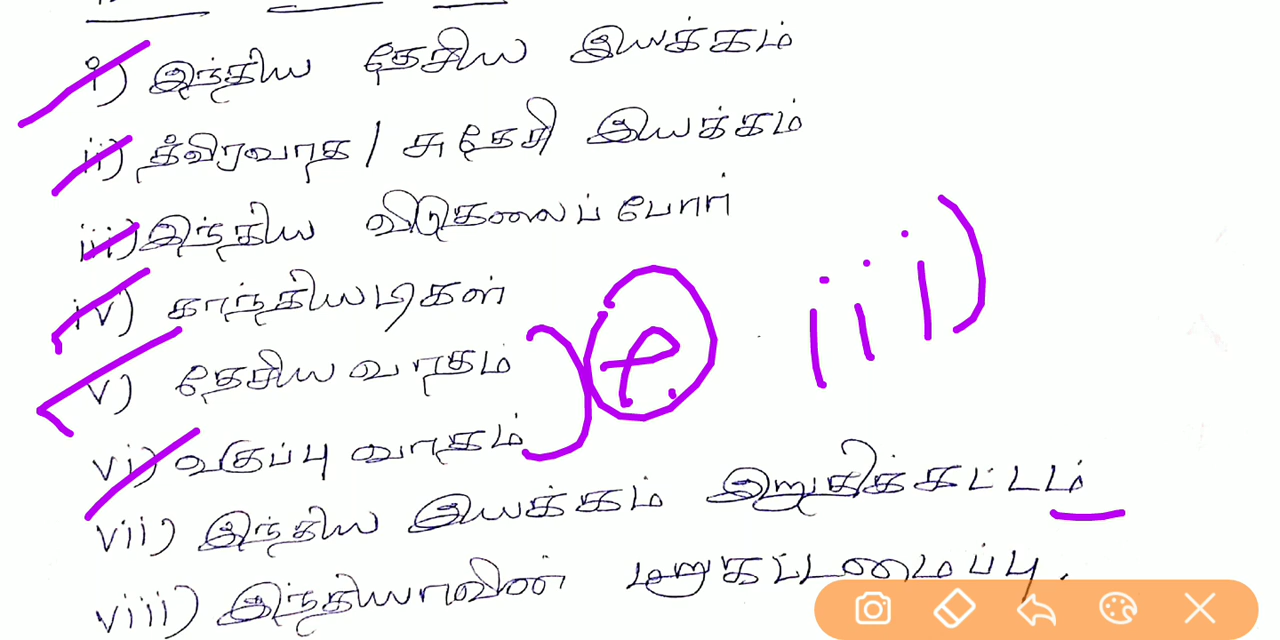 i) இந்திய தேசிய இயக்கம்
ii) தீவிரவாத / சுதேசி இயக்கம்
iii) இந்திய விடுதலைப் போர்
iv) காந்தியடிகள்
v) தேசிய வாதம்
vi) வகுப்பு வாதம்
iii)
vii) இந்திய இயக்கம் இறுதிக்கட்டம்
viii) இந்தியாவின் மறுகட்டமைப்பு.